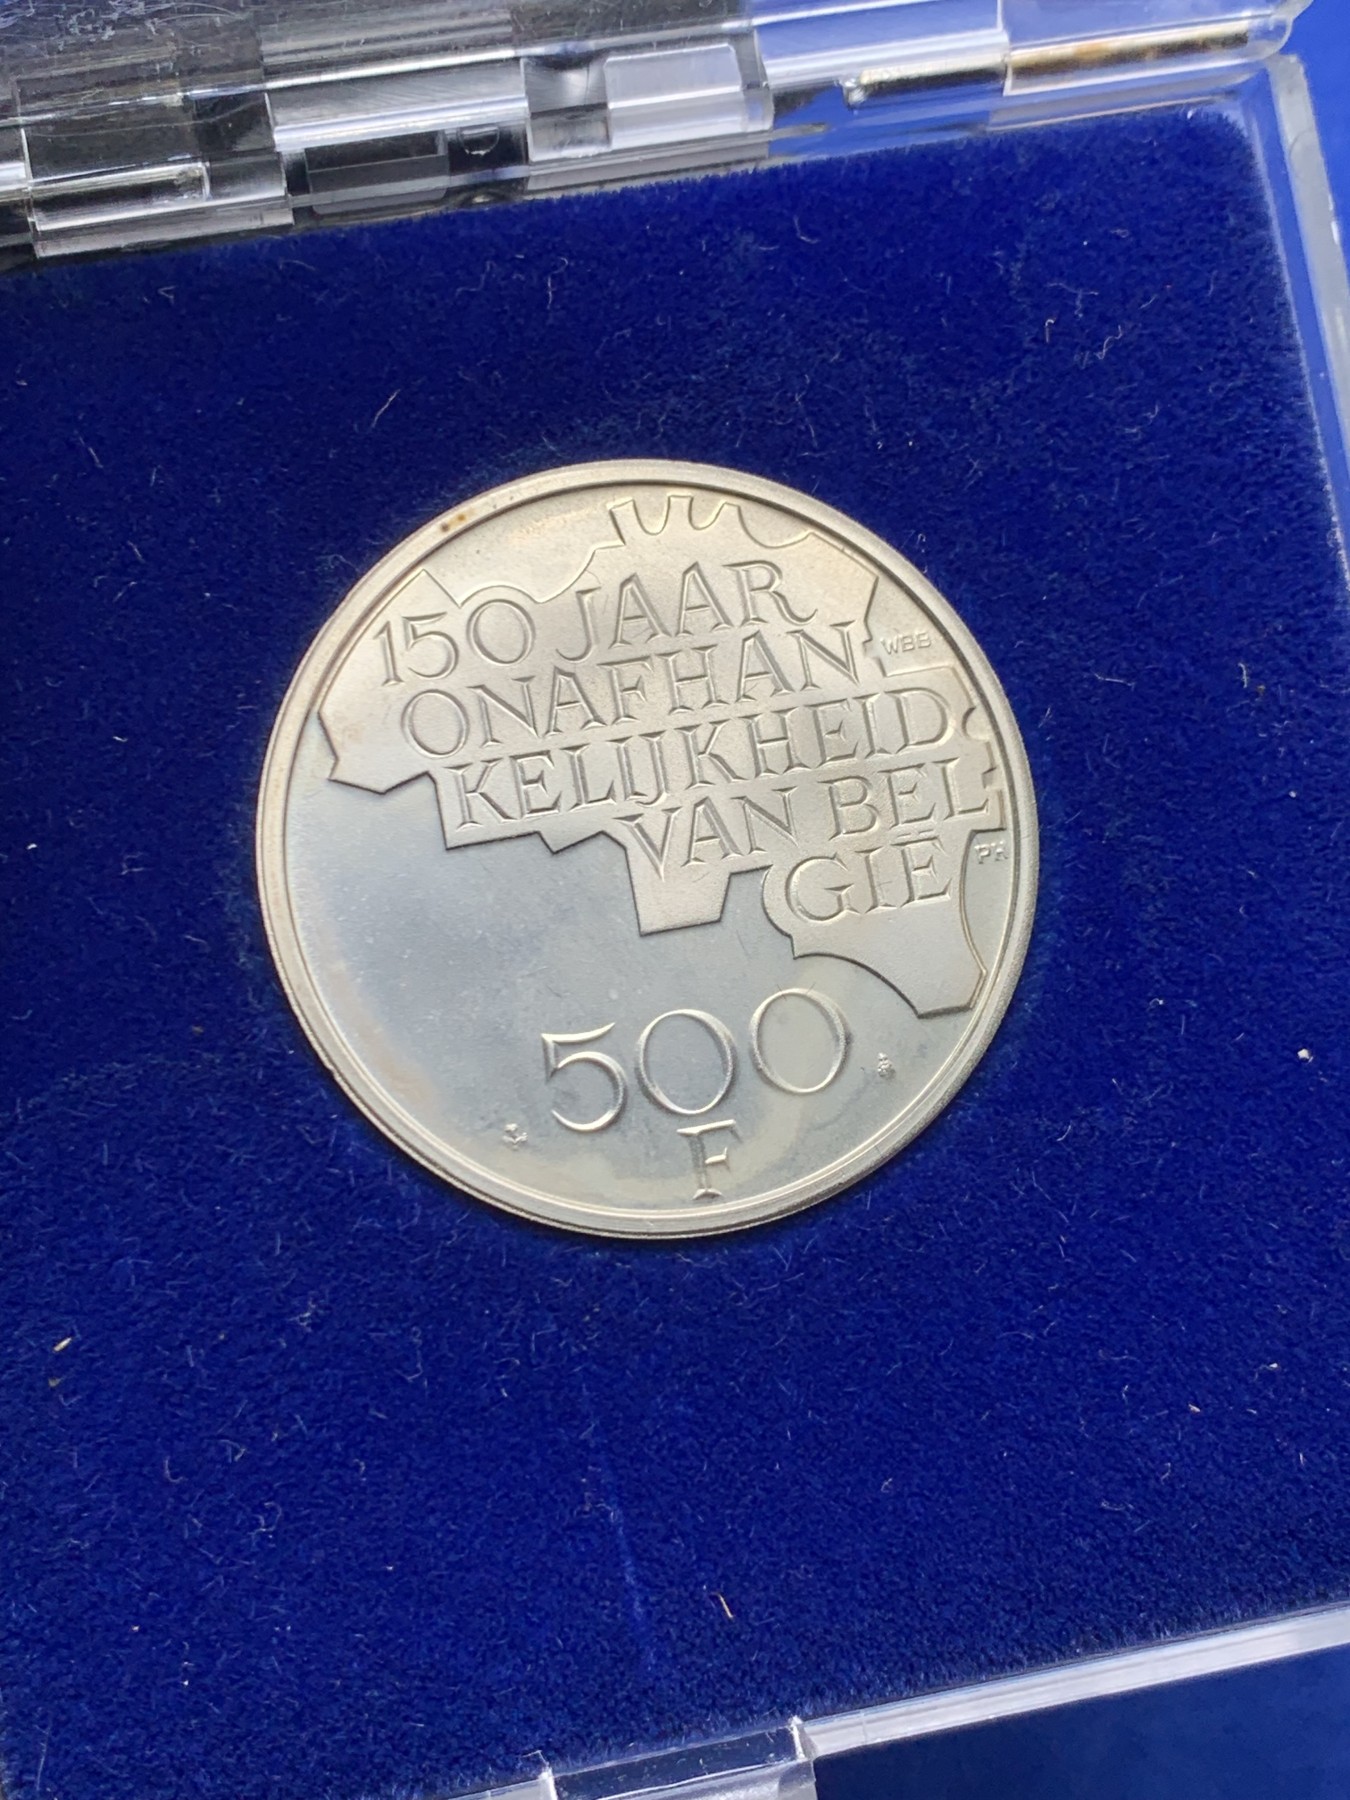 150 JAAR
ONAFHAN
KELIJKHEID
VAN BEL
GIË
WBB
PH
500
F